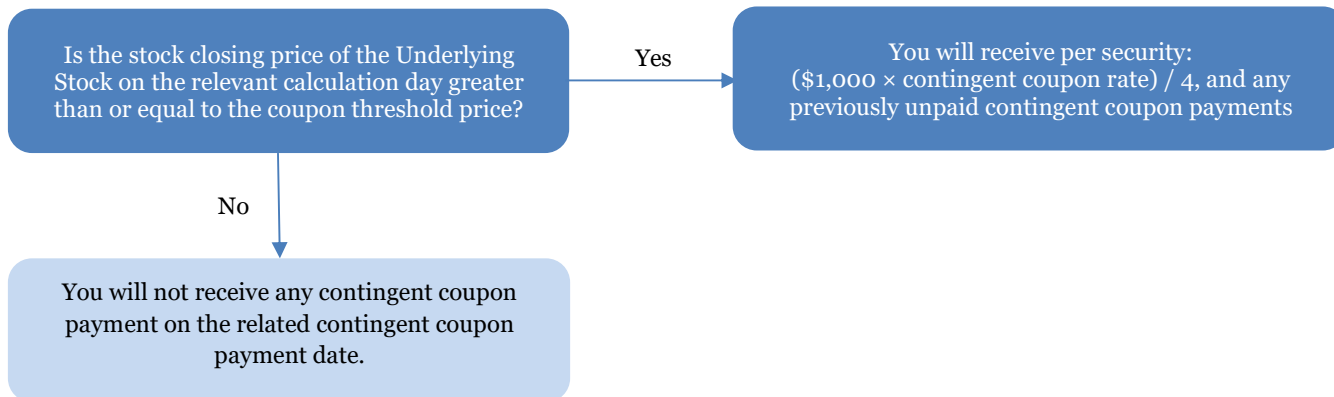 Is the stock closing price of the Underlying
Stock on the relevant calculation day greater
than or equal to the coupon threshold price?
Yes
You will receive per security:
($1,000 × contingent coupon rate) / 4, and any
previously unpaid contingent coupon payments
No
You will not receive any contingent coupon
payment on the related contingent coupon
payment date.